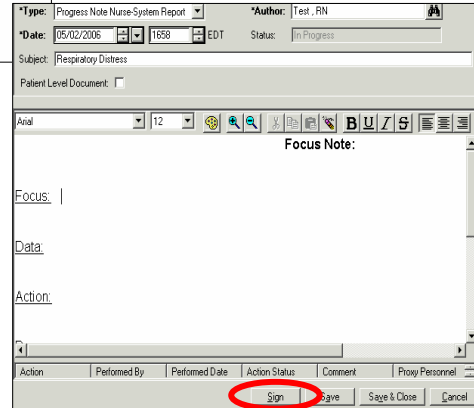 *Type: Progress Note Nurse-System Report *Author: Test , RN
*Date: 05/02/2006 1658 EDT Status: In Progress
Subject: Respiratory Distress
Patient Level Document:
Arial 12 B U I S
Focus Note:
Focus:
Data:
Action:
Action Performed By Performed Date Action Status Comment Proxy Personnel
Sign Save Save & Close Cancel